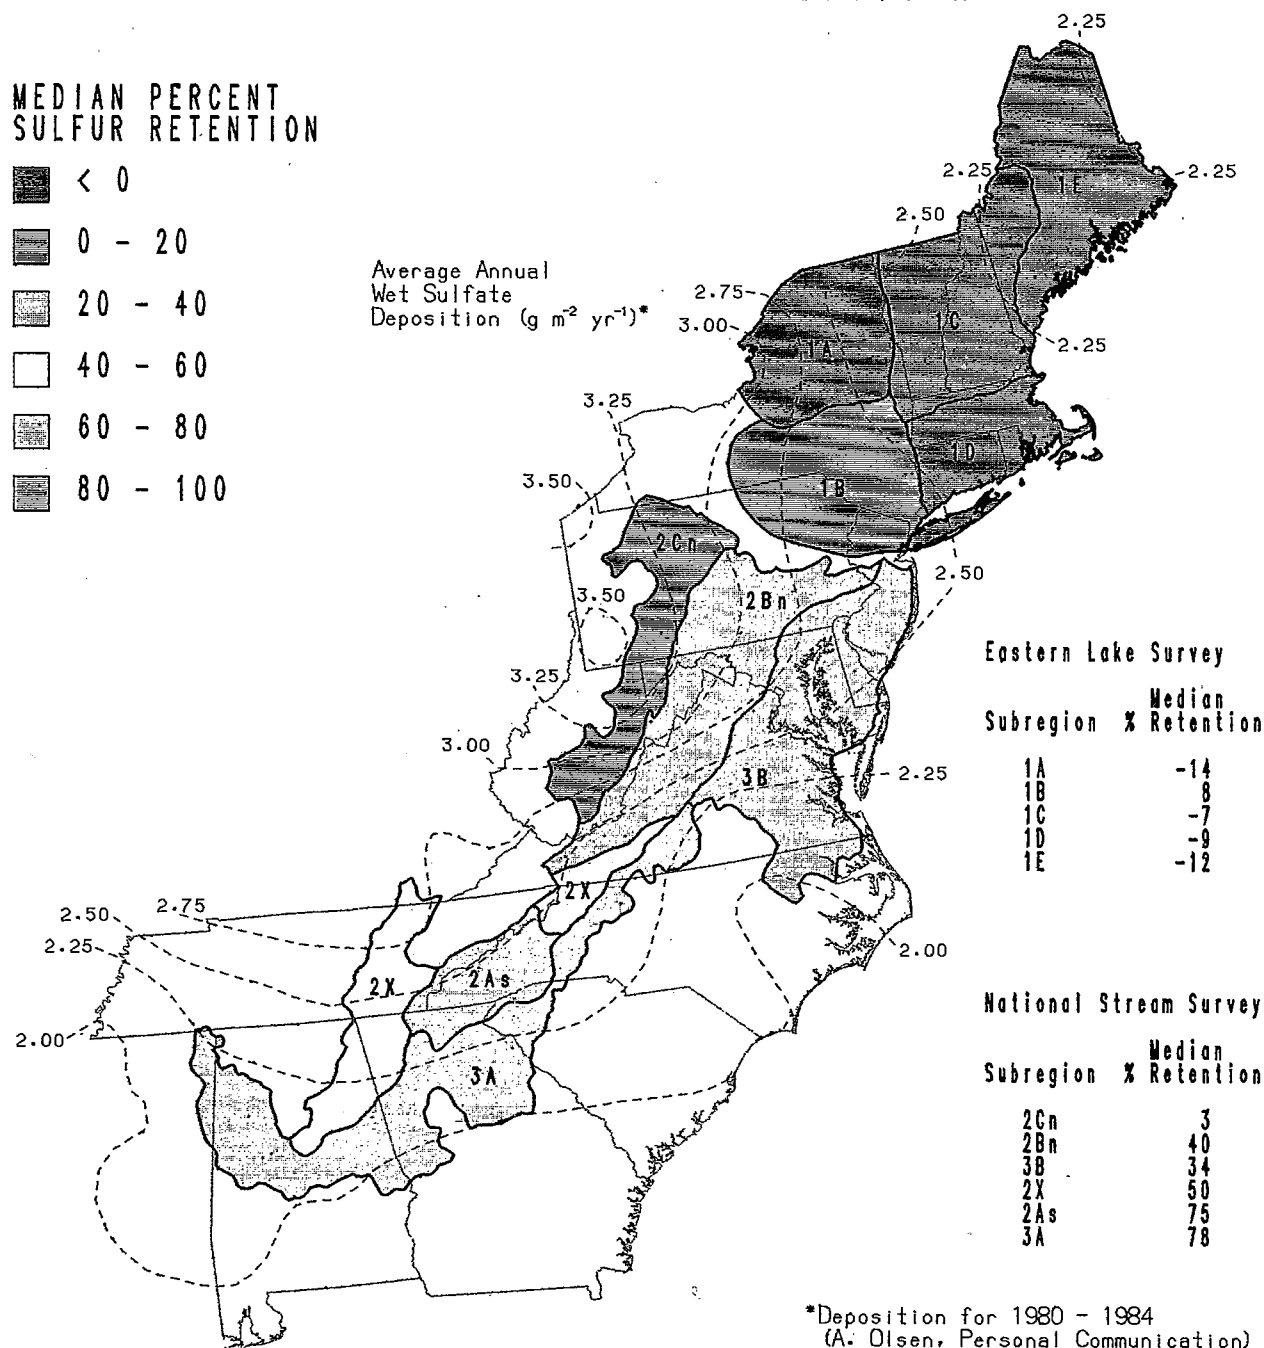 MEDIAN PERCENT
SULFUR RETENTION
< 0
0 - 20
20 - 40
40 - 60
60 - 80
80 - 100
Average Annual
Wet Sulfate
Deposition (g m⁻² yr⁻¹)*
2.25
2.25
2.25
1E
2.50
2.75
3.00
1C
1A
2.25
3.25
1D
3.50
1B
2Cn
2.50
3.50
2Bn
3.25
3.00
3B
2.25
2X
2.75
2.50
2.25
2.00
2X
2As
2.00
3A
Eastern Lake Survey
Median
Subregion % Retention
1A -14
1B 8
1C -7
1D -9
1E -12
National Stream Survey
Median
Subregion % Retention
2Cn 3
2Bn 40
3B 34
2X 50
2As 75
3A 78
*Deposition for 1980 - 1984
(A. Olsen, Personal Communication)